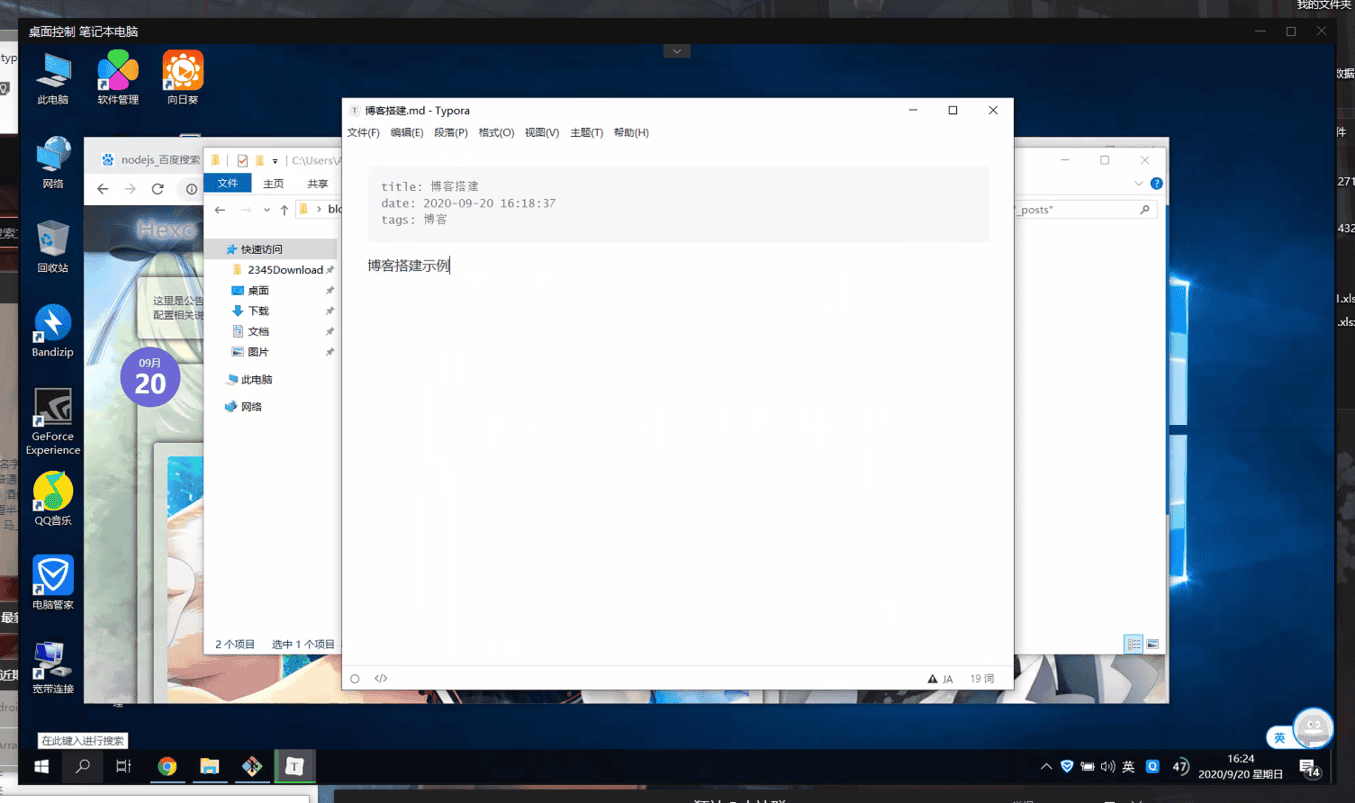 我的文件夹
桌面控制 笔记本电脑
此电脑
软件管理
向日葵
网络
回收站
Bandizip
GeForce
Experience
QQ音乐
电脑管家
宽带连接
nodejs_百度搜索
Hexo
这里是公告
配置相关说
09月
20
C:\Users\A
文件
主页
共享
_posts"
快速访问
2345Download
桌面
下载
文档
图片
此电脑
网络
2 个项目 选中 1 个项目
博客搭建.md - Typora
文件(F) 编辑(E) 段落(P) 格式(O) 视图(V) 主题(T) 帮助(H)
title: 博客搭建
date: 2020-09-20 16:18:37
tags: 博客
博客搭建示例
</>
JA
19 词
在此键入进行搜索
英
英
47
16:24
2020/9/20 星期日
14